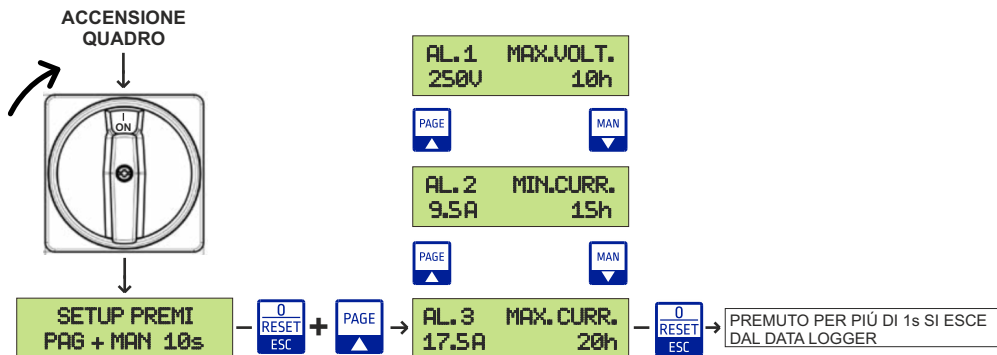 ACCENSIONE
QUADRO
I
ON
SETUP PREMI
PAG + MAN 10s
0
RESET
ESC
+
PAGE
AL.1 MAX.VOLT.
250V 10h
PAGE
MAN
AL.2 MIN.CURR.
9.5A 15h
PAGE
MAN
AL.3 MAX.CURR.
17.5A 20h
0
RESET
ESC
PREMUTO PER PIÚ DI 1s SI ESCE
DAL DATA LOGGER